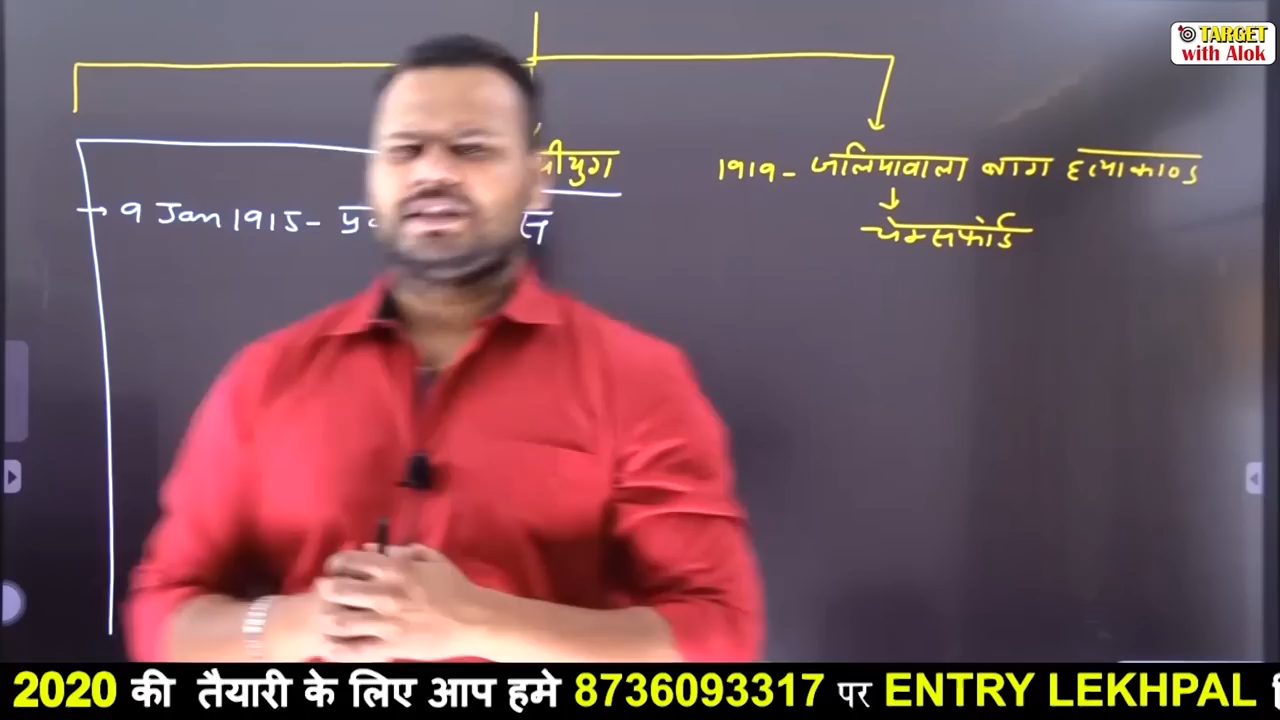 TARGET
with Alok
1919- जलियावाला बाग हत्याकाण्ड
चेम्सफोर्ड
9 Jan 1915-
2020 की तैयारी के लिए आप हमे 8736093317 पर ENTRY LEKHPAL